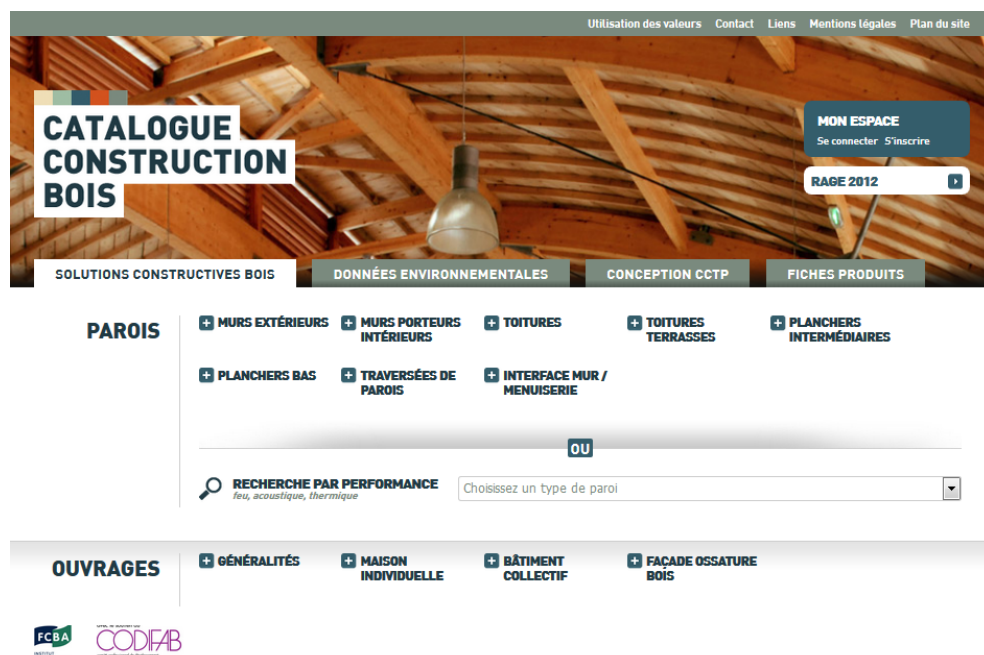 Utilisation des valeurs Contact Liens Mentions légales Plan du site
CATALOGUE
CONSTRUCTION
BOIS
MON ESPACE
Se connecter S'inscrire
RAGE 2012
SOLUTIONS CONSTRUCTIVES BOIS DONNÉES ENVIRONNEMENTALES CONCEPTION CCTP FICHES PRODUITS
PAROIS
MURS EXTÉRIEURS
MURS PORTEURS
INTÉRIEURS
TOITURES
TOITURES
TERRASSES
PLANCHERS
INTERMÉDIAIRES
PLANCHERS BAS
TRAVERSÉES DE
PAROIS
INTERFACE MUR /
MENUISERIE
OU
RECHERCHE PAR PERFORMANCE
feu, acoustique, thermique
Choisissez un type de paroi
OUVRAGES
GÉNÉRALITÉS
MAISON
INDIVIDUELLE
BÂTIMENT
COLLECTIF
FAÇADE OSSATURE
BOIS
FCBA
INSTITUT
CODIFAB